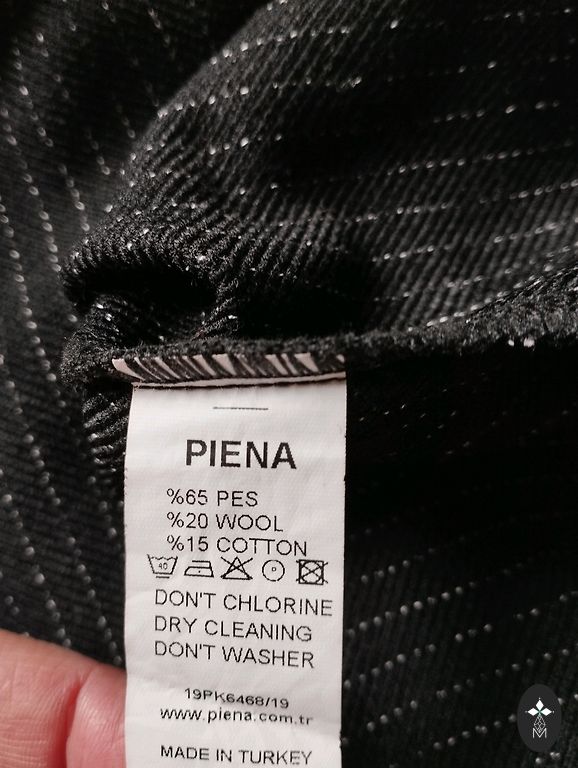 PIENA
%65 PES
%20 WOOL
%15 COTTON
40
DON'T CHLORINE
DRY CLEANING
DON'T WASHER
19PK6468/19
www.piena.com.tr
MADE IN TURKEY
M